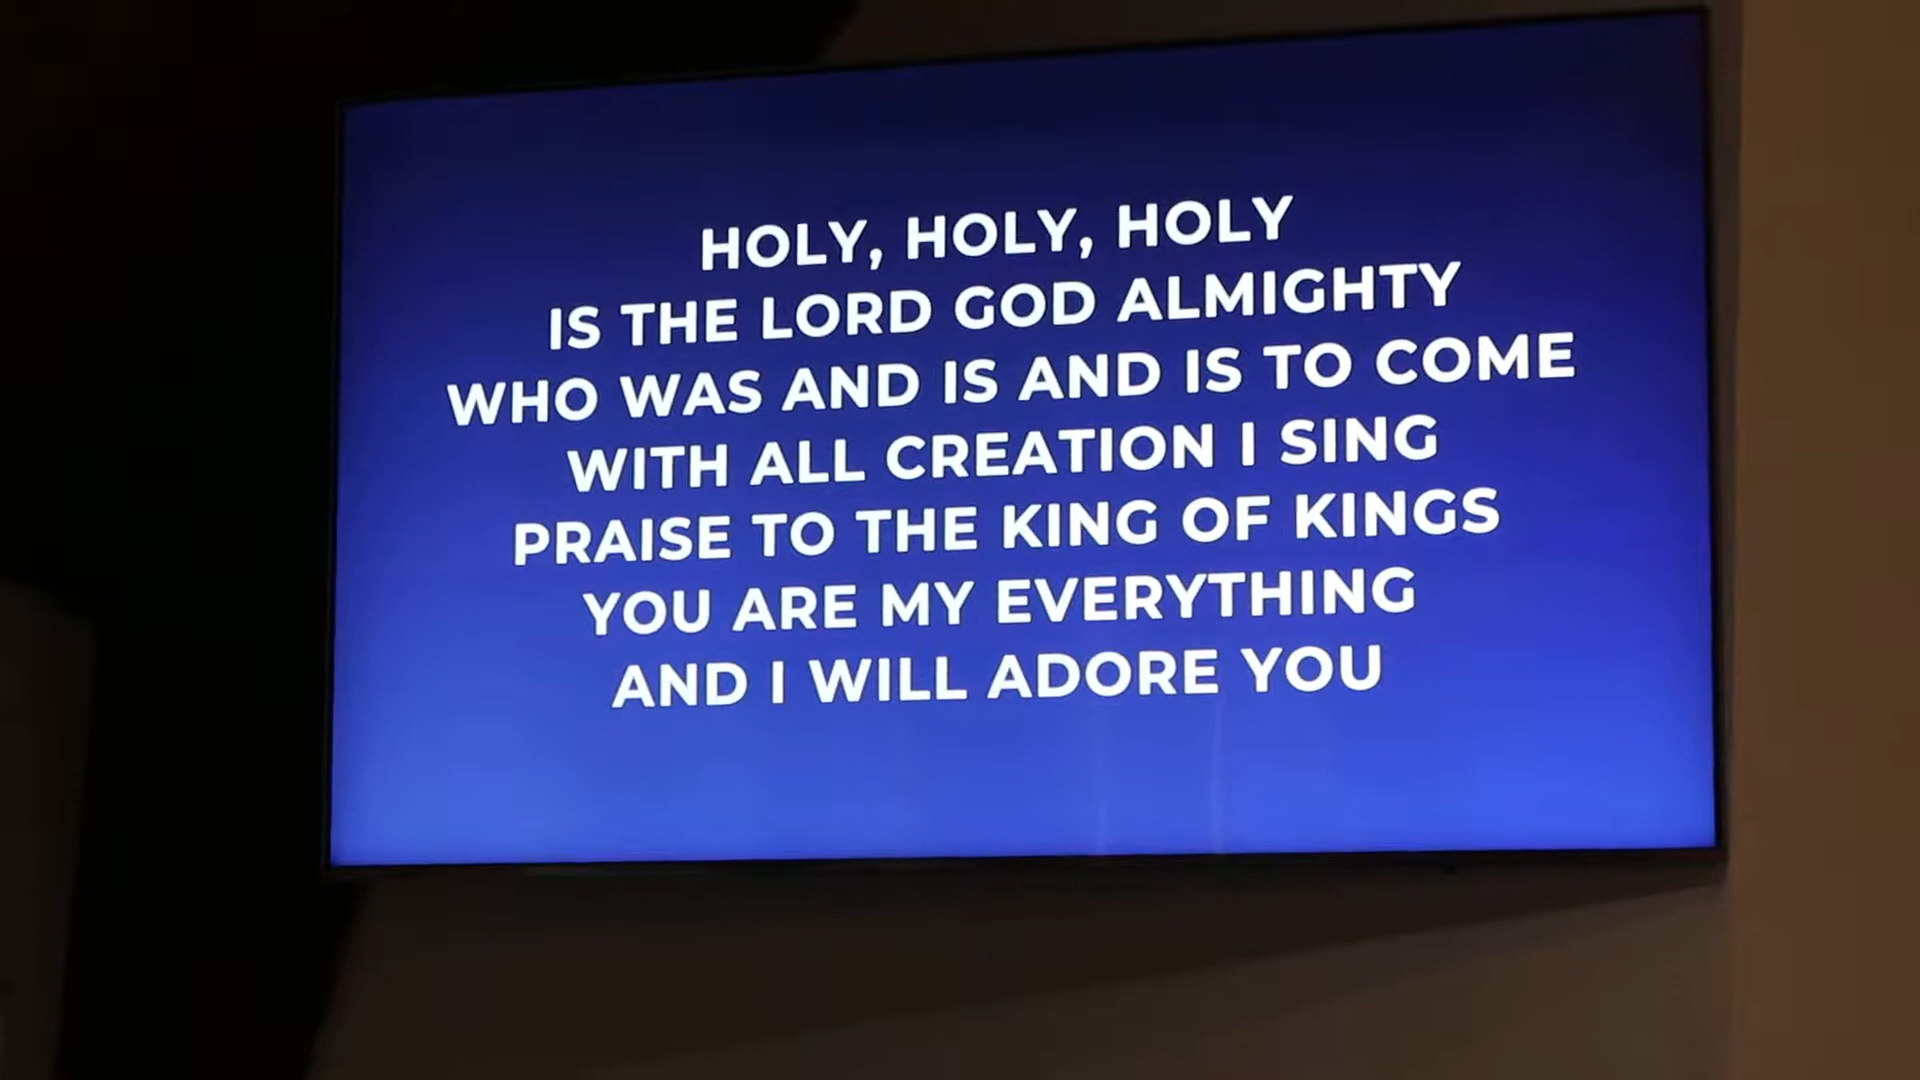 HOLY, HOLY, HOLY
IS THE LORD GOD ALMIGHTY
WHO WAS AND IS AND IS TO COME
WITH ALL CREATION I SING
PRAISE TO THE KING OF KINGS
YOU ARE MY EVERYTHING
AND I WILL ADORE YOU